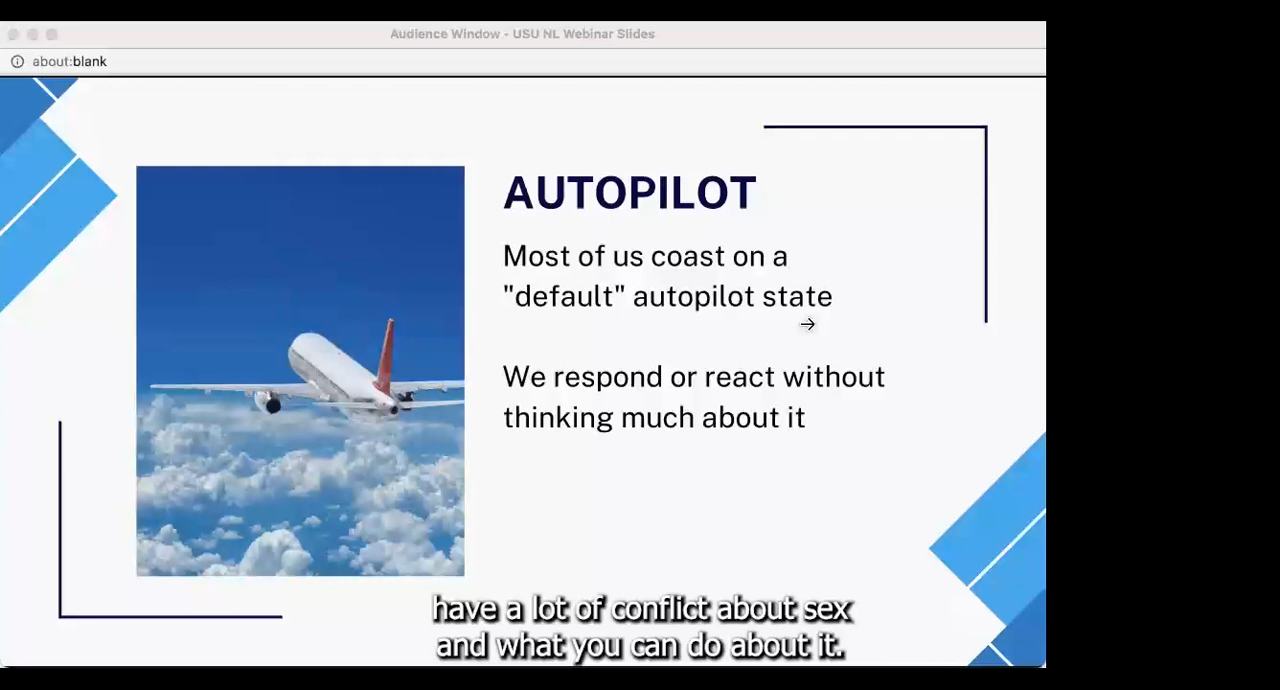 Audience Window - USU NL Webinar Slides
about:blank
AUTOPILOT
Most of us coast on a
"default" autopilot state
We respond or react without
thinking much about it
have a lot of conflict about sex
and what you can do about it.